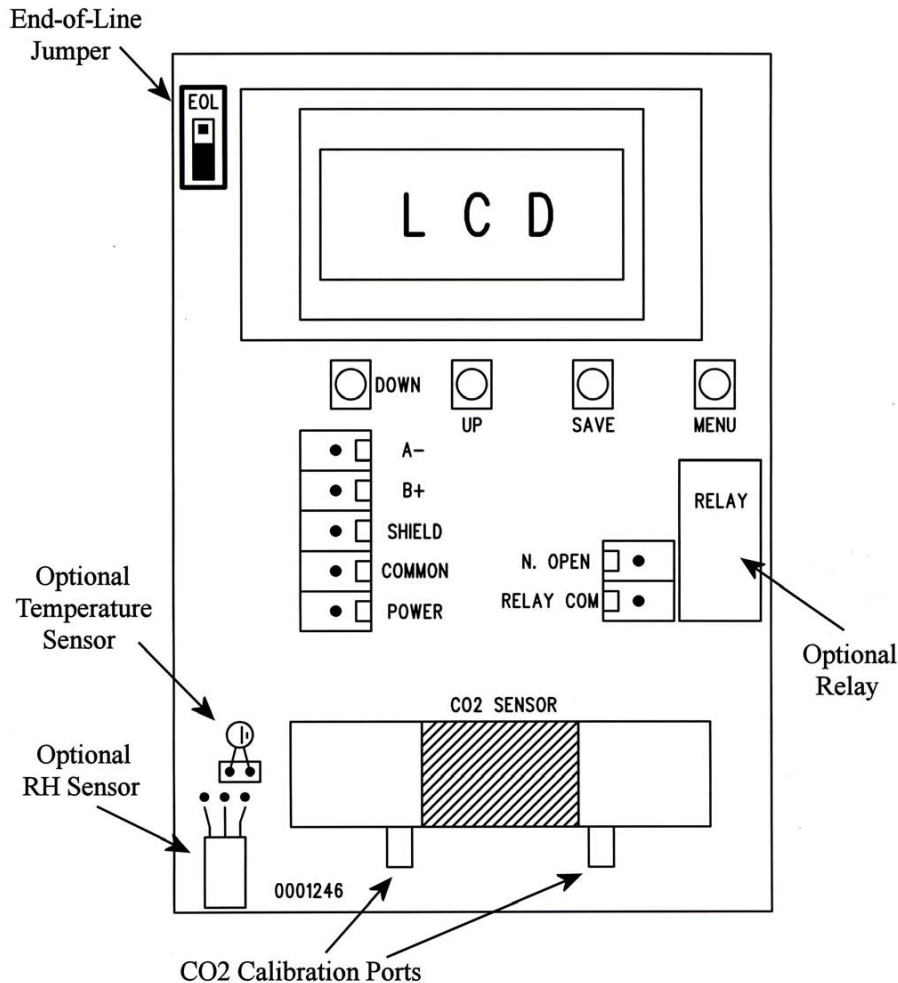 End-of-Line
Jumper
EOL
LCD
DOWN
UP
SAVE
MENU
A-
B+
SHIELD
COMMON
POWER
RELAY
N. OPEN
RELAY COM
Optional
Temperature
Sensor
Optional
Relay
CO2 SENSOR
Optional
RH Sensor
0001246
CO2 Calibration Ports